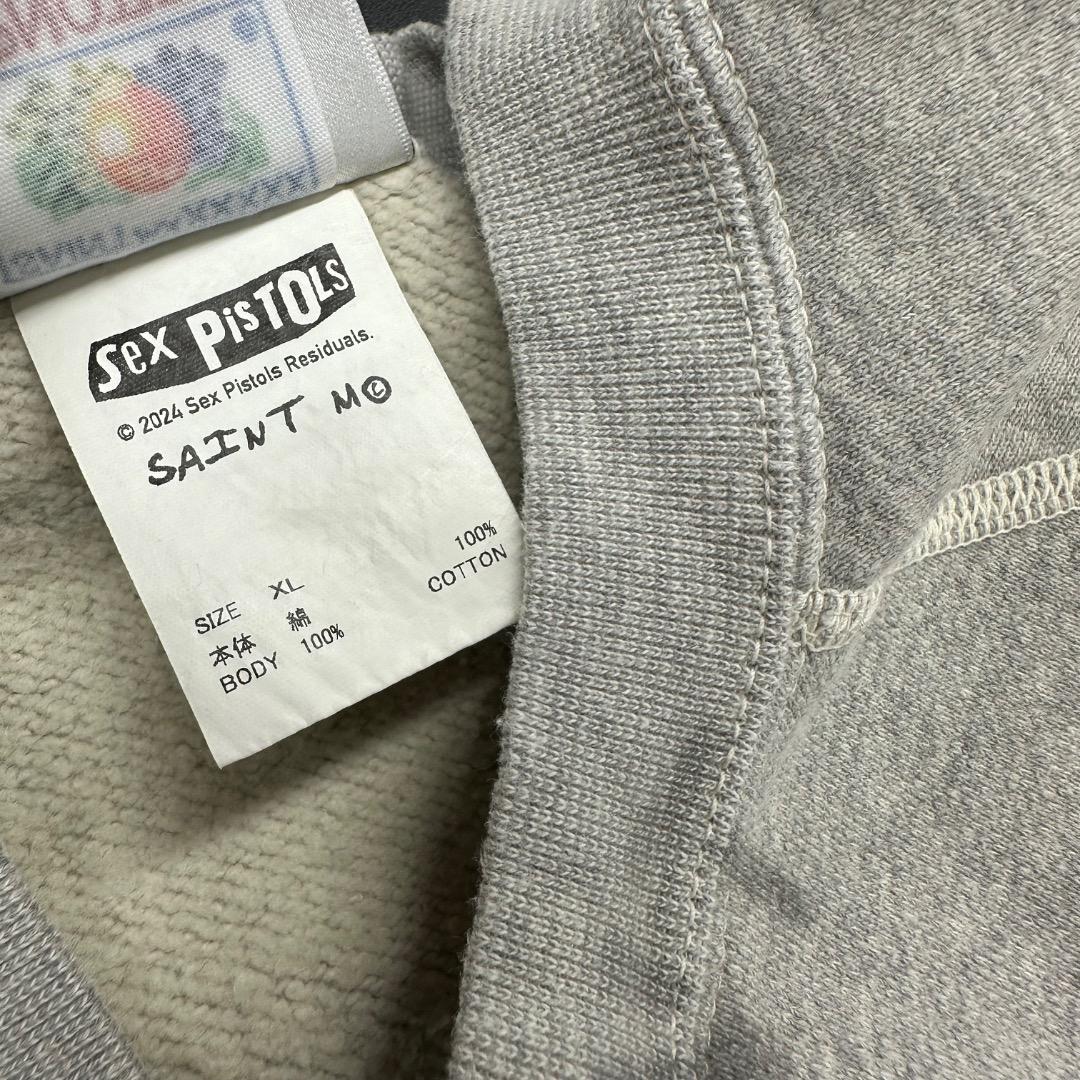 Sex PisTOLs
© 2024 Sex Pistols Residuals.
SAINT M©
SIZE XL
本体 綿 100%
BODY 100% COTTON